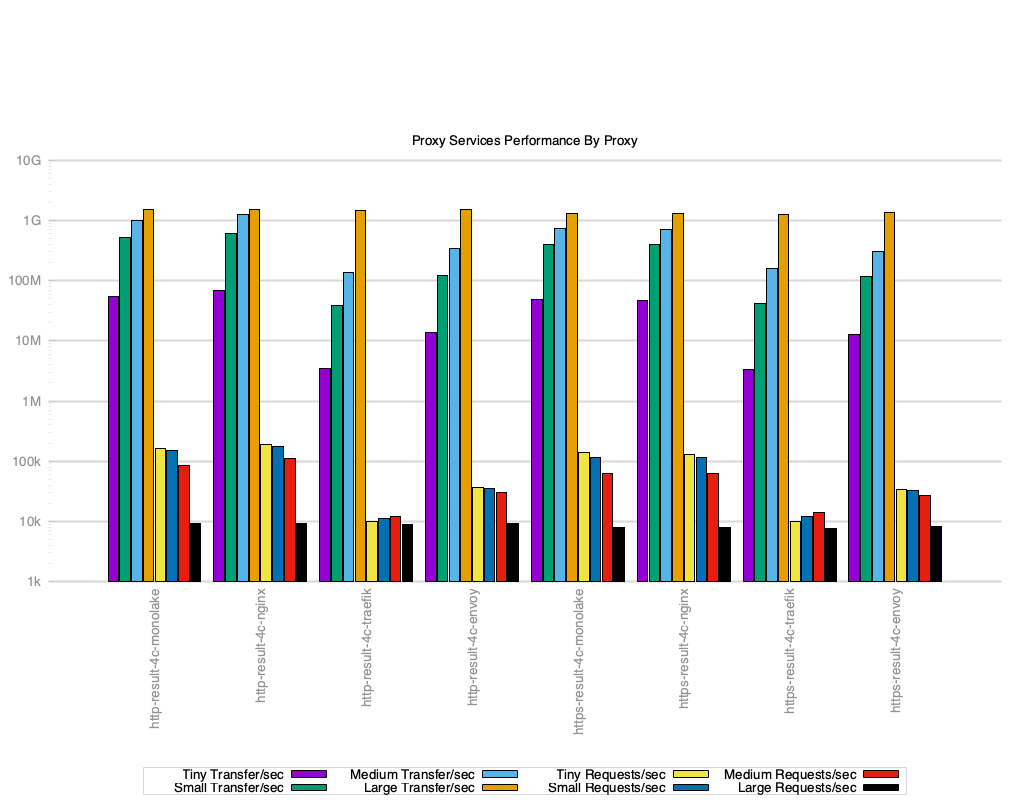 Proxy Services Performance By Proxy
10G
1G
100M
10M
1M
100k
10k
1k
http-result-4c-monolake
http-result-4c-nginx
http-result-4c-traefik
http-result-4c-envoy
https-result-4c-monolake
https-result-4c-nginx
https-result-4c-traefik
https-result-4c-envoy
Tiny Transfer/sec Medium Transfer/sec Tiny Requests/sec Medium Requests/sec
Small Transfer/sec Large Transfer/sec Small Requests/sec Large Requests/sec